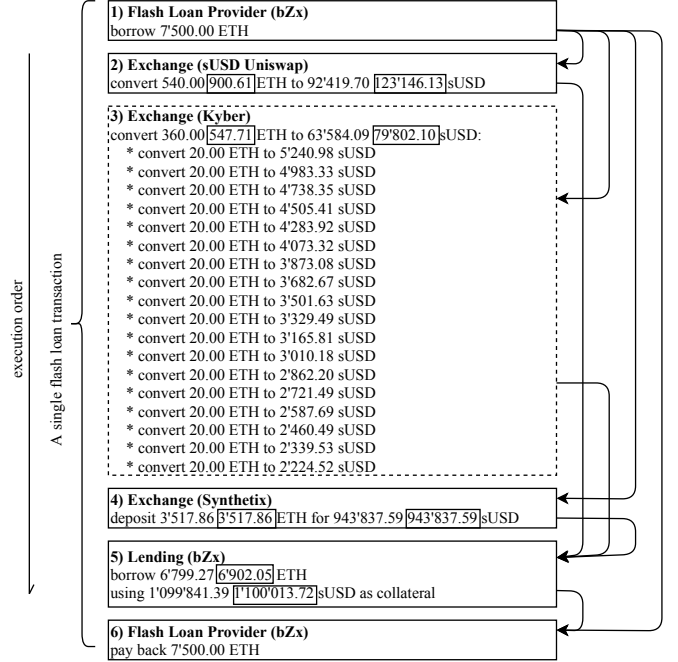 1) Flash Loan Provider (bZx)
borrow 7'500.00 ETH
2) Exchange (sUSD Uniswap)
convert 540.00 900.61 ETH to 92'419.70 123'146.13 sUSD
3) Exchange (Kyber)
convert 360.00 547.71 ETH to 63'584.09 79'802.10 sUSD:
* convert 20.00 ETH to 5'240.98 sUSD
* convert 20.00 ETH to 4'983.33 sUSD
* convert 20.00 ETH to 4'738.35 sUSD
* convert 20.00 ETH to 4'505.41 sUSD
* convert 20.00 ETH to 4'283.92 sUSD
* convert 20.00 ETH to 4'073.32 sUSD
* convert 20.00 ETH to 3'873.08 sUSD
* convert 20.00 ETH to 3'682.67 sUSD
* convert 20.00 ETH to 3'501.63 sUSD
* convert 20.00 ETH to 3'329.49 sUSD
* convert 20.00 ETH to 3'165.81 sUSD
* convert 20.00 ETH to 3'010.18 sUSD
* convert 20.00 ETH to 2'862.20 sUSD
* convert 20.00 ETH to 2'721.49 sUSD
* convert 20.00 ETH to 2'587.69 sUSD
* convert 20.00 ETH to 2'460.49 sUSD
* convert 20.00 ETH to 2'339.53 sUSD
* convert 20.00 ETH to 2'224.52 sUSD
4) Exchange (Synthetix)
deposit 3'517.86 3'517.86 ETH for 943'837.59 943'837.59 sUSD
5) Lending (bZx)
borrow 6'799.27 6'902.05 ETH
using 1'099'841.39 1'100'013.72 sUSD as collateral
6) Flash Loan Provider (bZx)
pay back 7'500.00 ETH
execution order
A single flash loan transaction